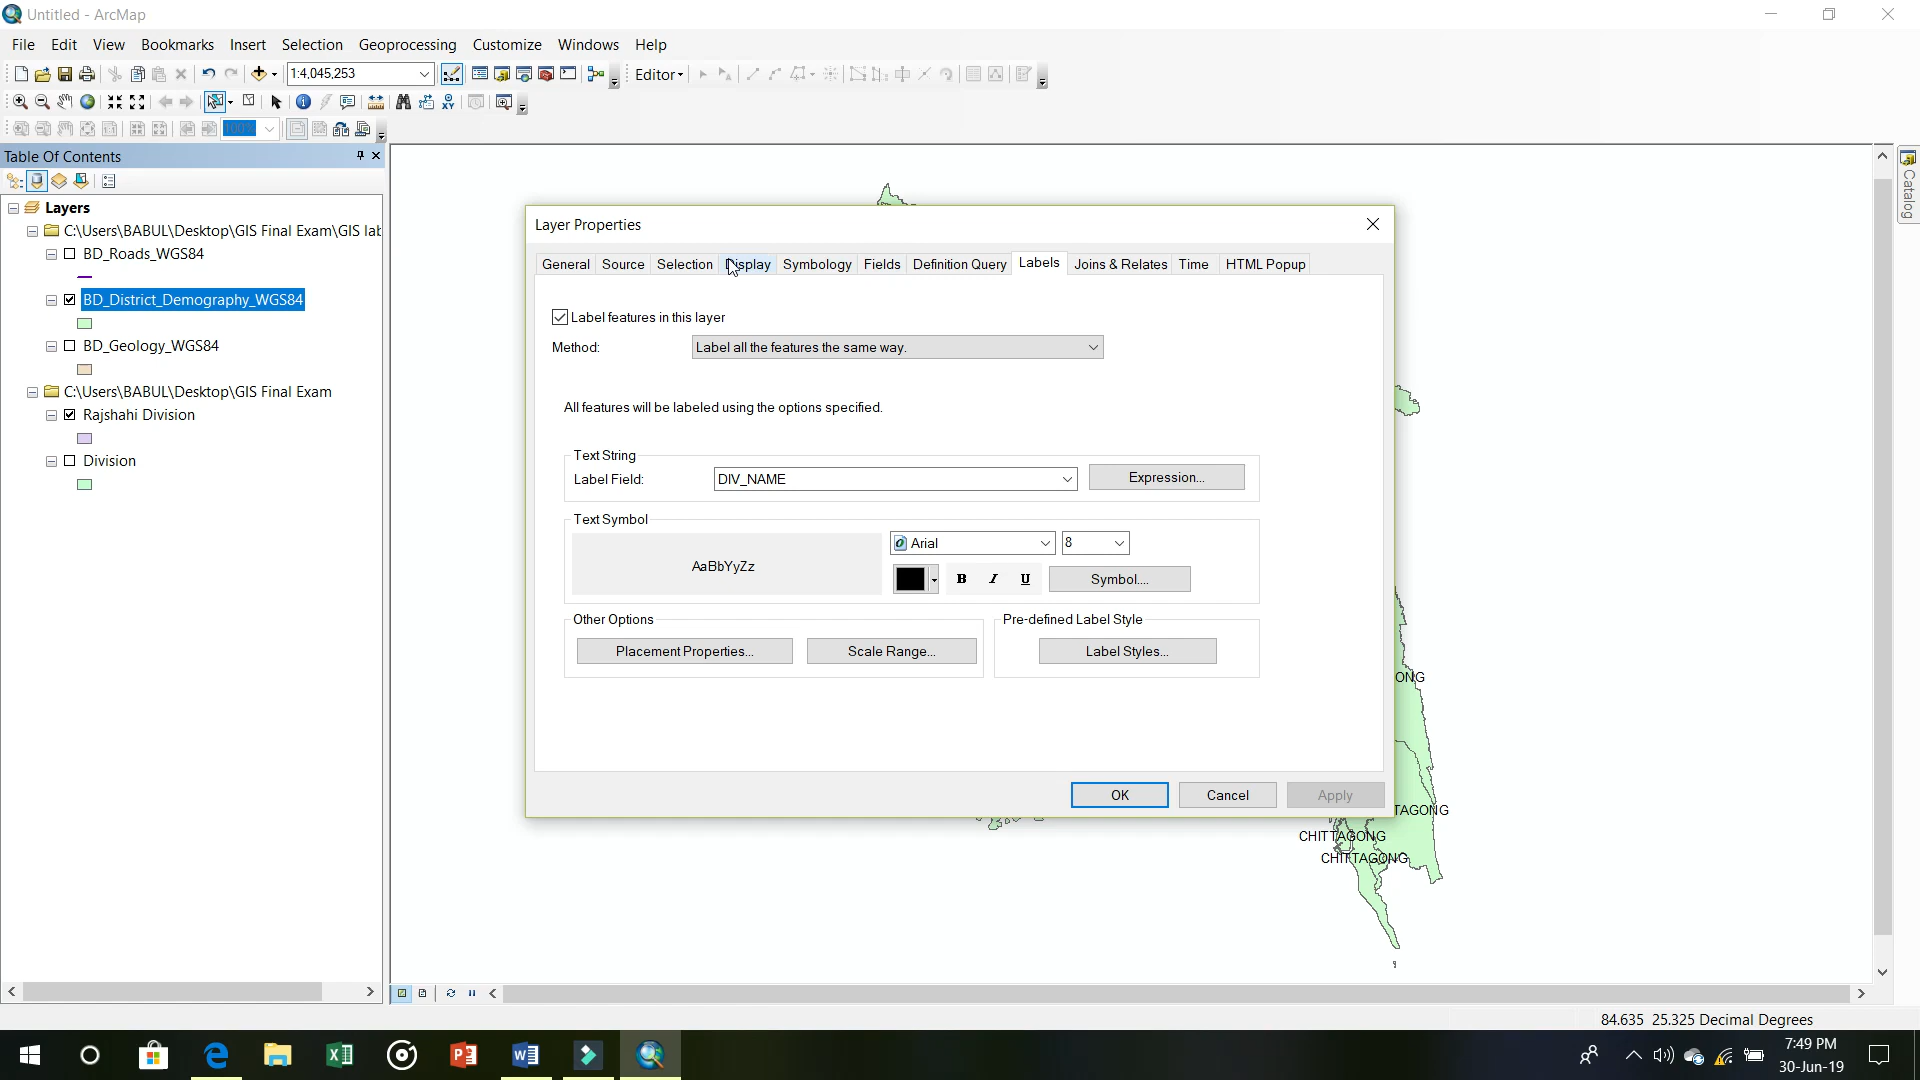 Untitled - ArcMap
File Edit View Bookmarks Insert Selection Geoprocessing Customize Windows Help
1:4,045,253
Editor
100%
Table Of Contents
Layers
C:\Users\BABUL\Desktop\GIS Final Exam\GIS lab
BD_Roads_WGS84
BD_District_Demography_WGS84
BD_Geology_WGS84
C:\Users\BABUL\Desktop\GIS Final Exam
Rajshahi Division
Division
Catalog
Layer Properties
General Source Selection Display Symbology Fields Definition Query Labels Joins & Relates Time HTML Popup
Label features in this layer
Method: Label all the features the same way.
All features will be labeled using the options specified.
Text String
Label Field: DIV_NAME Expression...
Text Symbol
AaBbYyZz
Arial 8
B I U Symbol....
Other Options
Placement Properties... Scale Range...
Pre-defined Label Style
Label Styles...
OK Cancel Apply
ONG
TAGONG
CHITTAGONG
CHITTAGONG
84.635 25.325 Decimal Degrees
7:49 PM
30-Jun-19